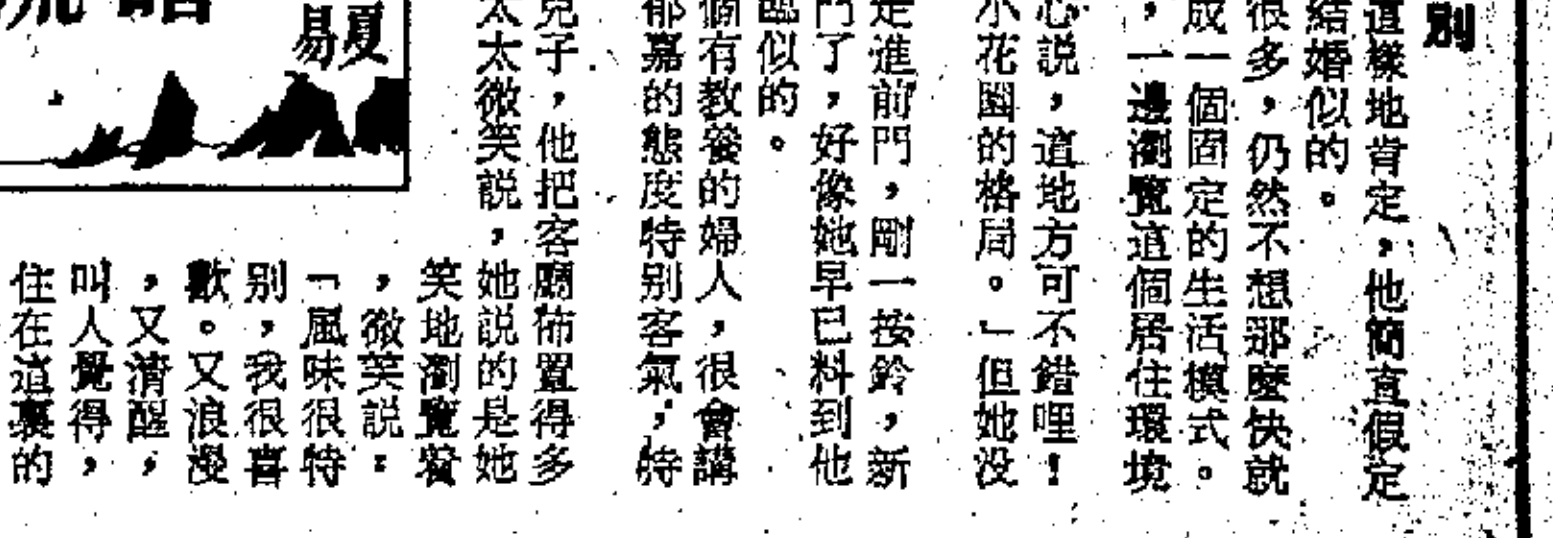 別
這樣地肯定,他簡直假定
結婚似的。
很多,仍然不想那麼快就
成一個固定的生活模式。
,一邊瀏覽這個居住環境
心説,這地方可不錯哩!
小花園的格局。」但她没
走進前門,剛一按鈴,新
門了,好像她早已料到他
臨似的。
個有教養的婦人,很會講
郁嘉的態度特别客氣,特
兒子,他把客廳佈置得多
太太微笑説,她説的是她
笑地瀏覽着
,微笑説:
「風味很特
别,我很喜
歡。又浪漫
,又清醒,
叫人覺得,
住在這裏的
夏
易